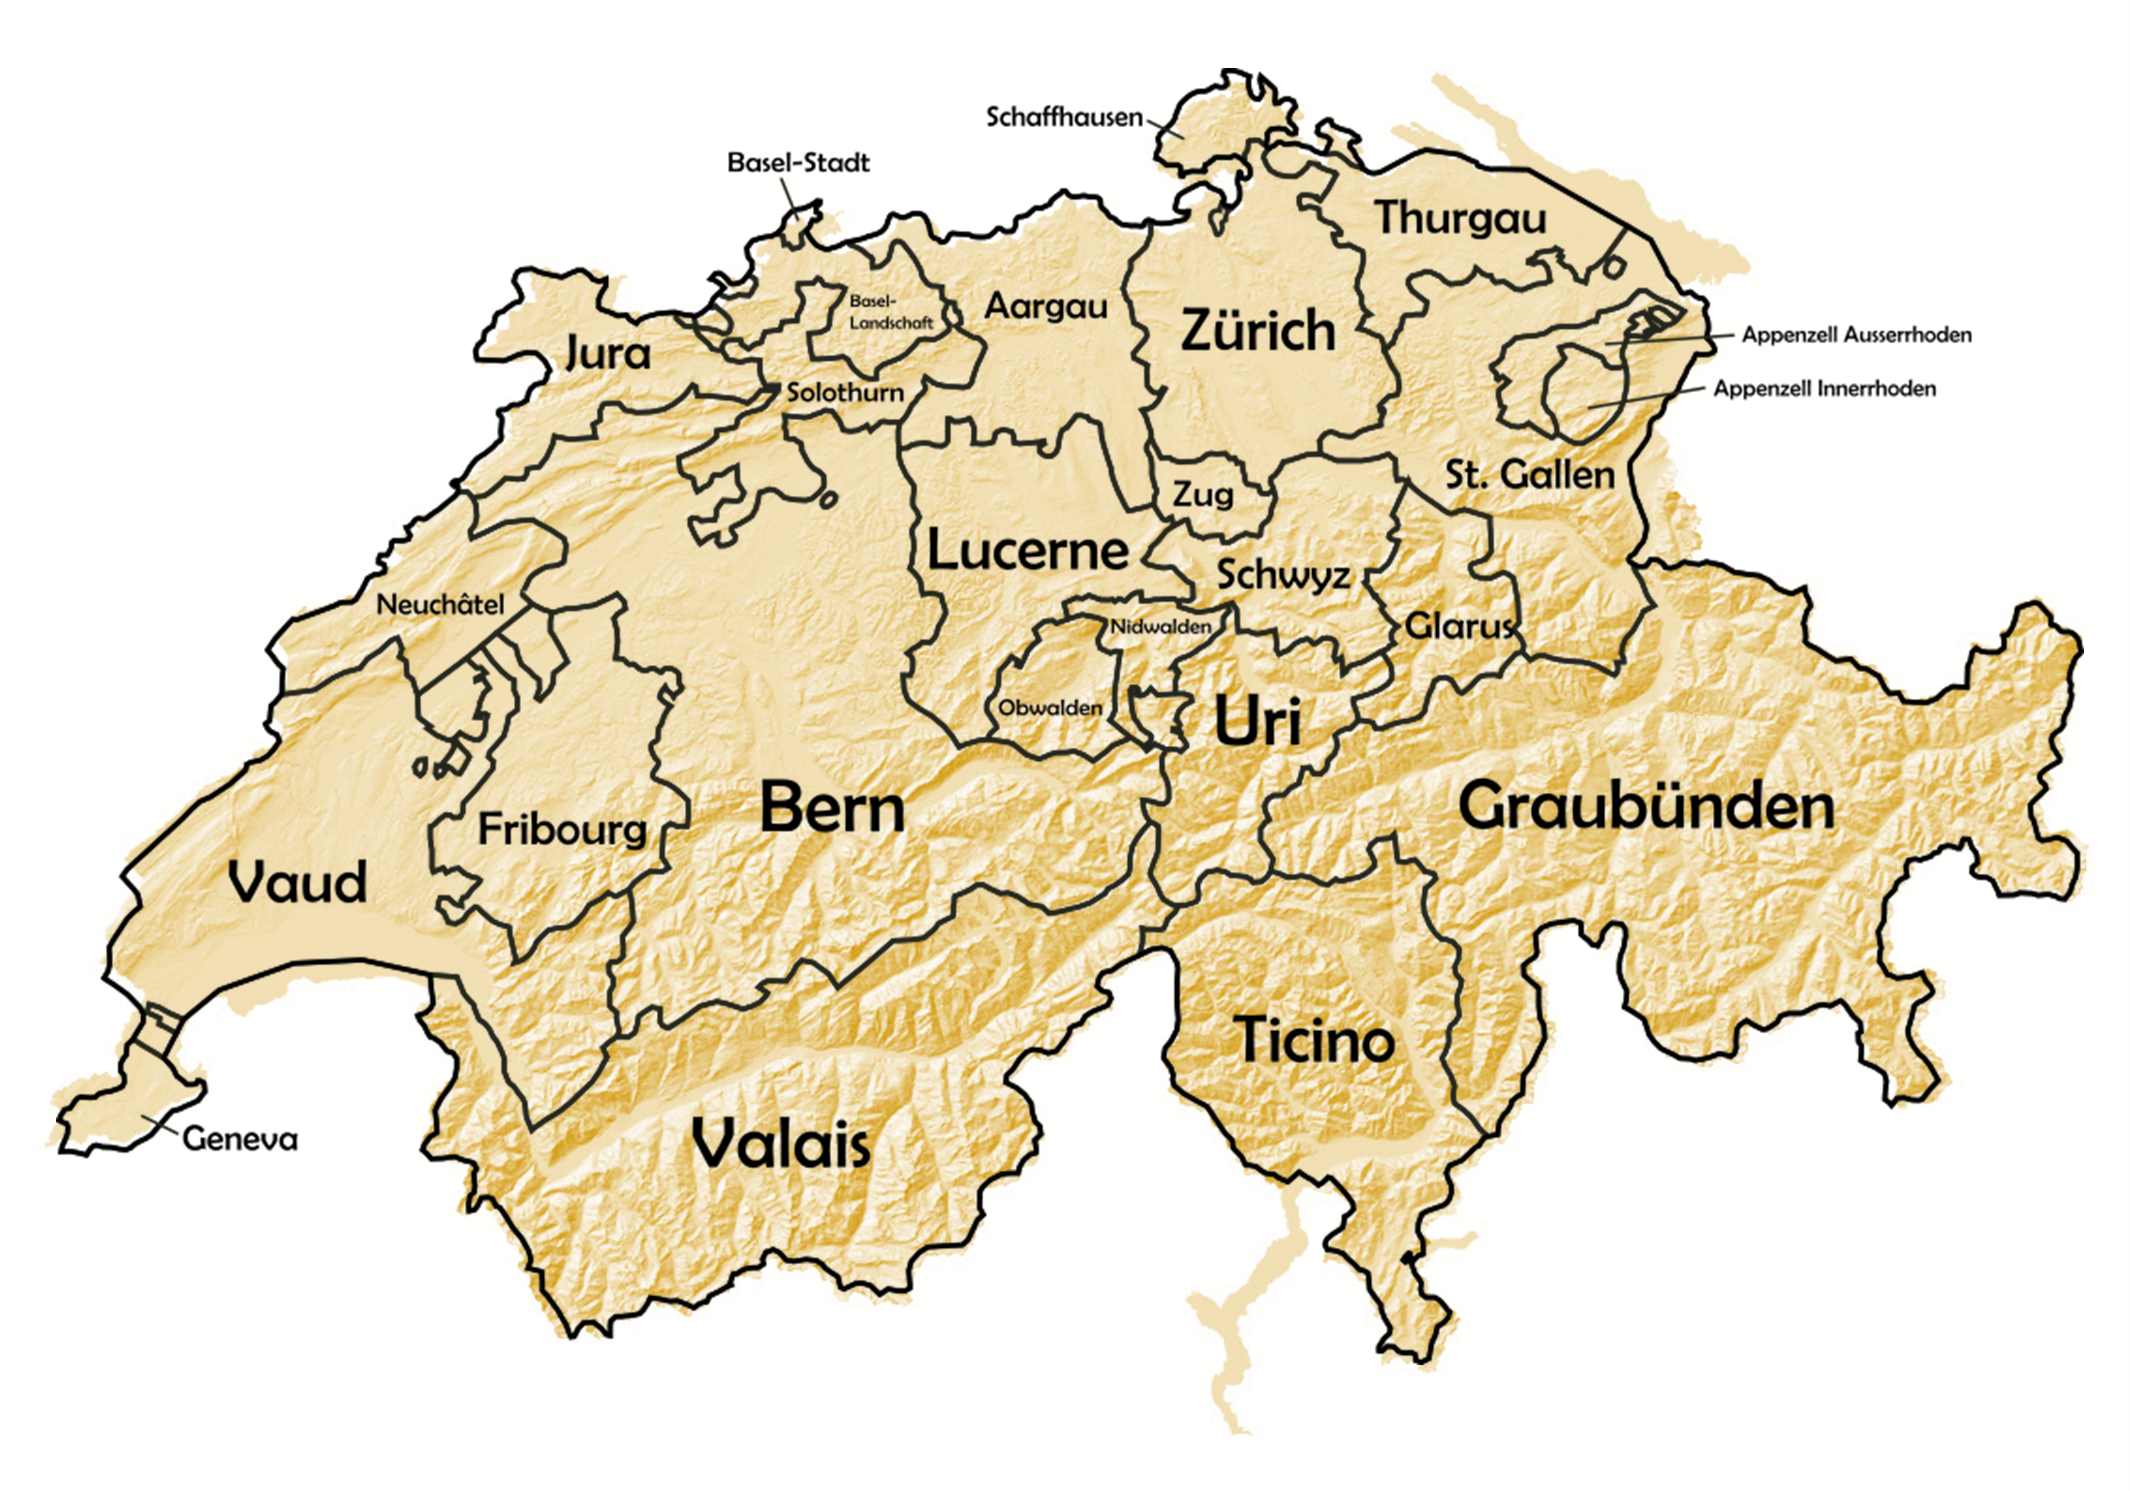 Schaffhausen
Basel-Stadt
Thurgau
Basel-
Landschaft
Aargau
Zürich
Appenzell Ausserrhoden
Jura
Solothurn
Appenzell Innerrhoden
St. Gallen
Zug
Lucerne
Schwyz
Neuchâtel
Nidwalden
Glarus
Obwalden
Uri
Bern
Graubünden
Fribourg
Vaud
Ticino
Geneva
Valais